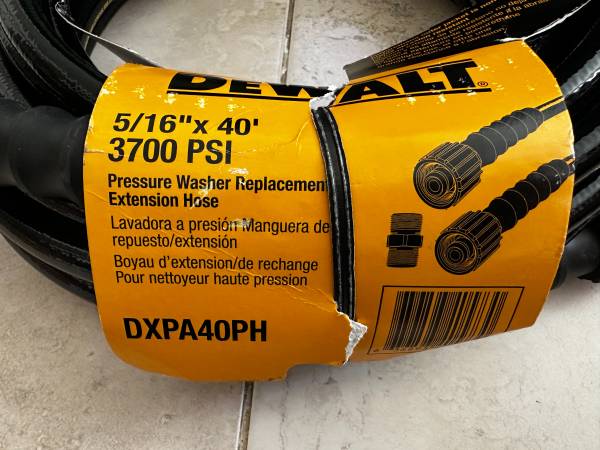 DEWALT®
5/16" x 40'
3700 PSI
Pressure Washer Replacement
Extension Hose
Lavadora a presión Manguera de
repuesto/extensión
Boyau d'extension/de rechange
Pour nettoyeur haute pression
DXPA40PH